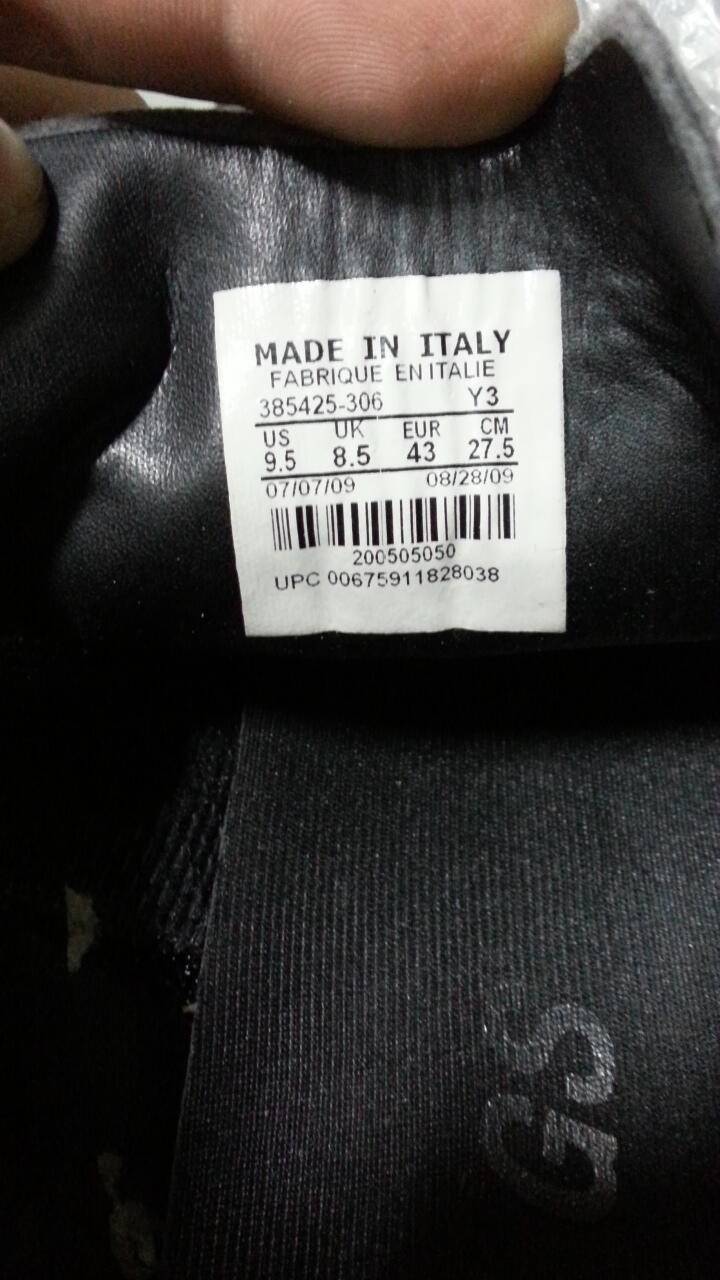 MADE IN ITALY
FABRIQUE EN ITALIE
385425-306 Y3
US UK EUR CM
9.5 8.5 43 27.5
07/07/09 08/28/09
200505050
UPC 00675911828038
GS